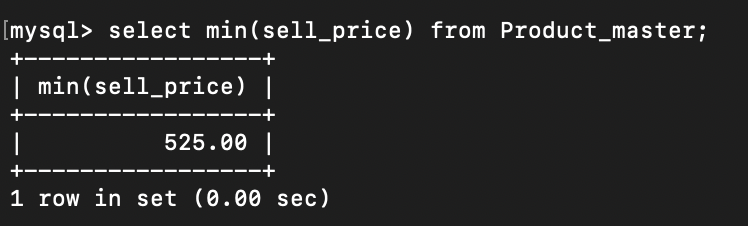 [mysql> select min(sell_price) from Product_master;
+-----------------+
| min(sell_price) |
+-----------------+
|          525.00 |
+-----------------+
1 row in set (0.00 sec)